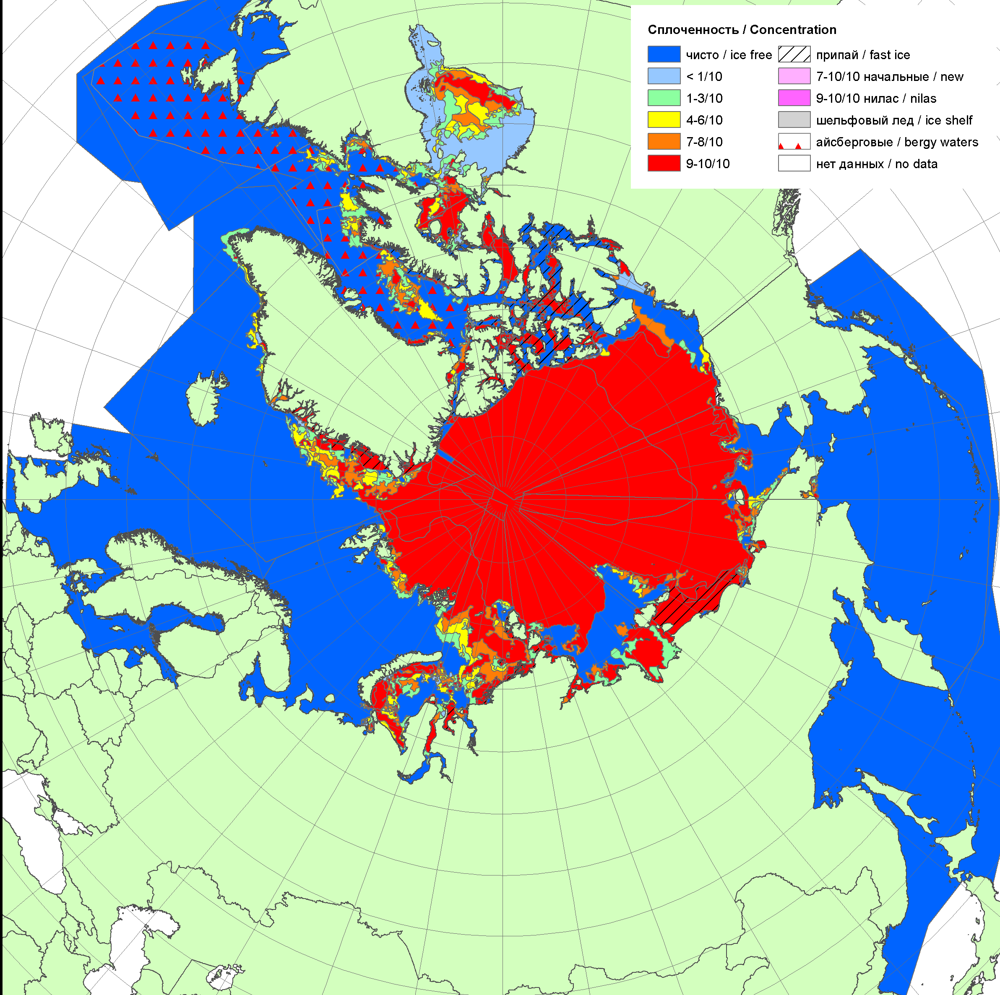 Сплоченность / Concentration
чисто / ice free
< 1/10
1-3/10
4-6/10
7-8/10
9-10/10
припай / fast ice
7-10/10 начальные / new
9-10/10 нилас / nilas
шельфовый лед / ice shelf
айсберговые / bergy waters
нет данных / no data